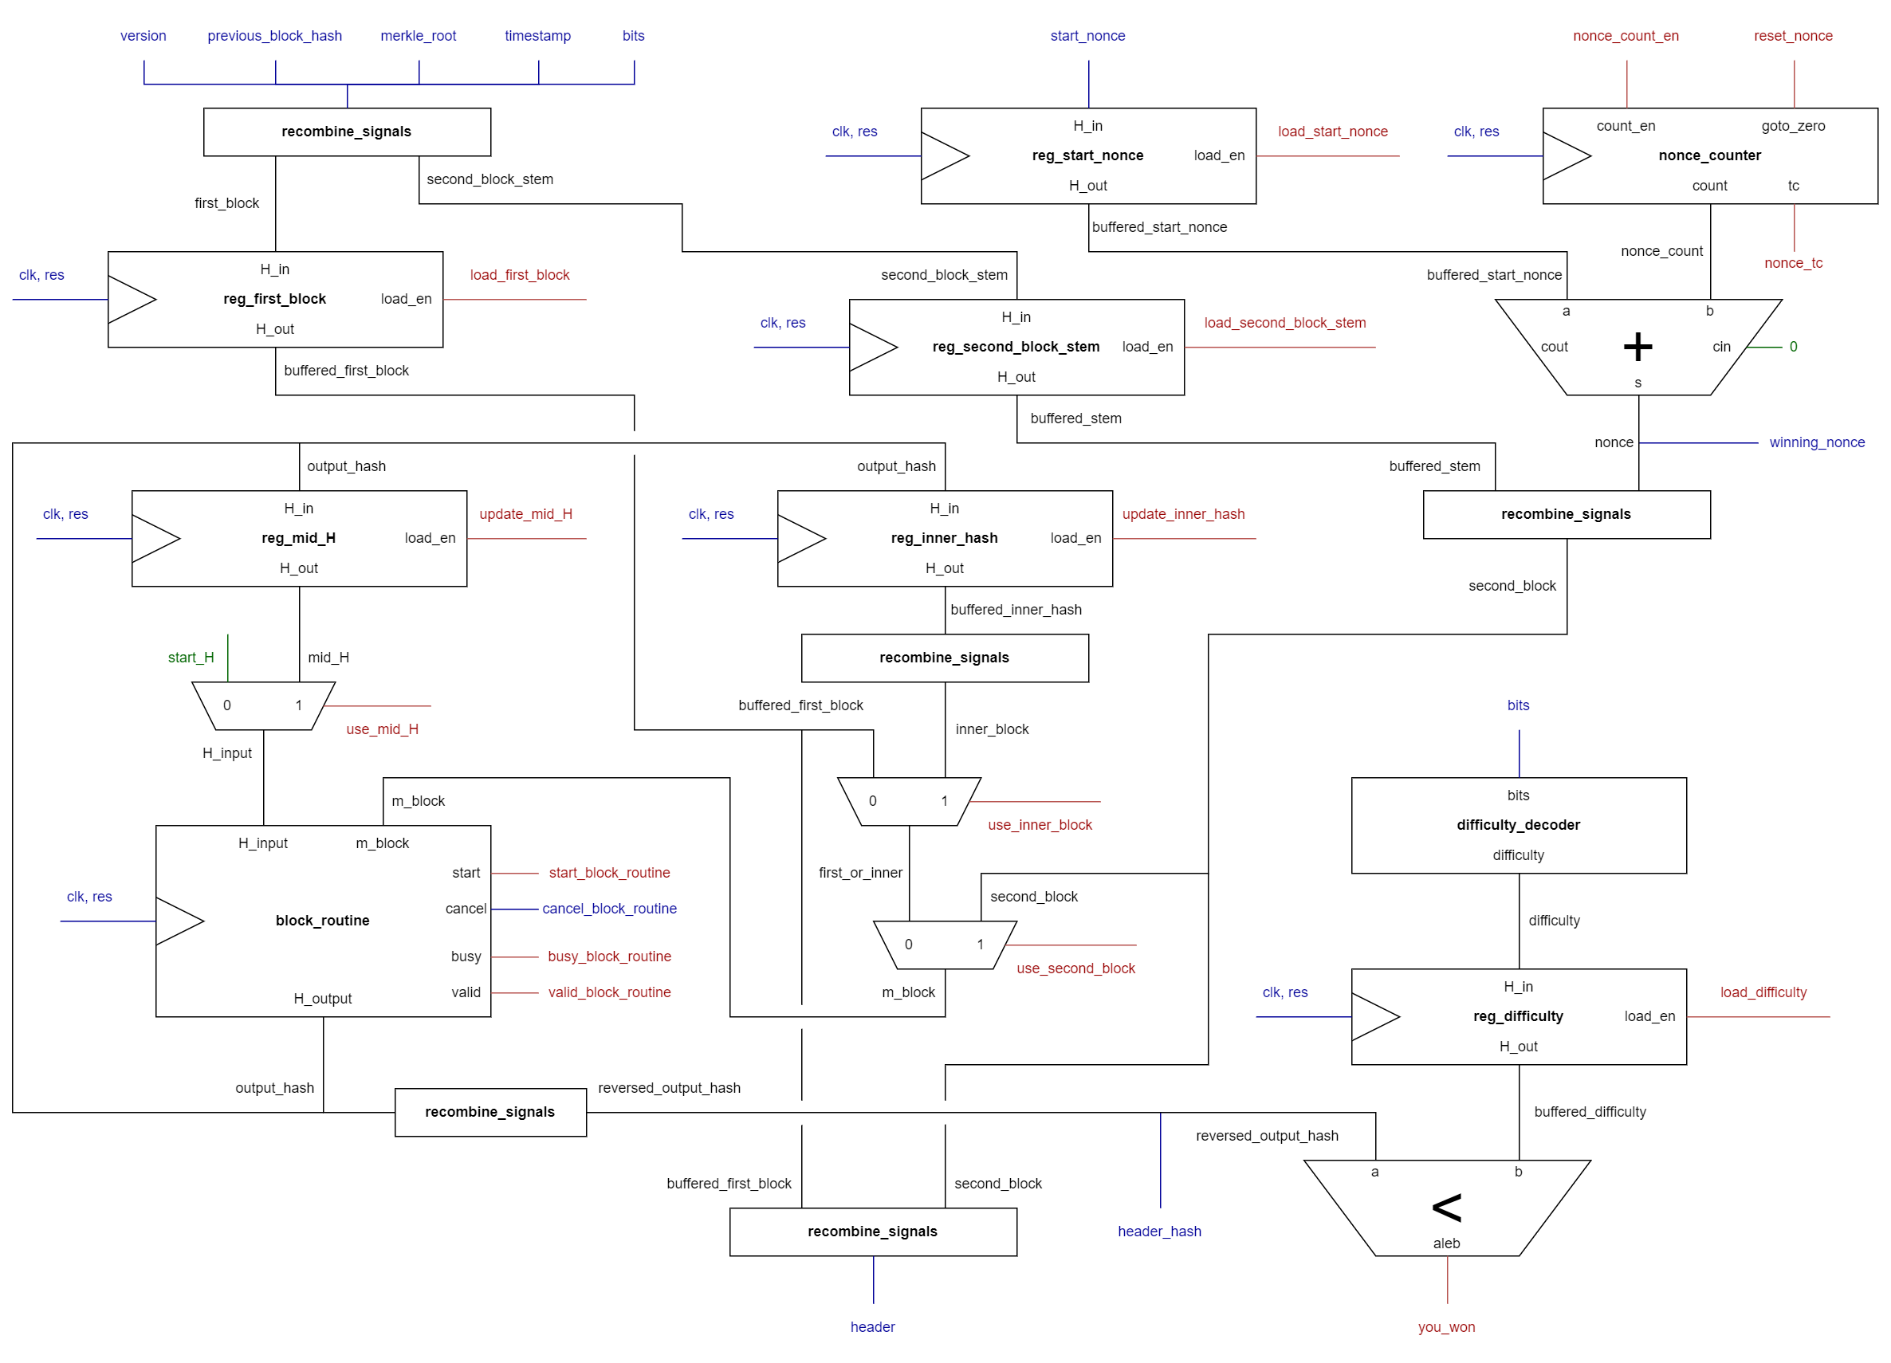 version
previous_block_hash
merkle_root
timestamp
bits
start_nonce
nonce_count_en
reset_nonce
recombine_signals
clk, res
H_in
reg_start_nonce
load_en
H_out
load_start_nonce
clk, res
count_en
goto_zero
nonce_counter
count
tc
first_block
second_block_stem
buffered_start_nonce
nonce_count
nonce_tc
clk, res
H_in
reg_first_block
load_en
H_out
load_first_block
second_block_stem
buffered_start_nonce
clk, res
H_in
reg_second_block_stem
load_en
H_out
load_second_block_stem
a
b
cout
+
cin
0
s
buffered_first_block
buffered_stem
nonce
winning_nonce
output_hash
output_hash
buffered_stem
clk, res
H_in
reg_mid_H
load_en
H_out
update_mid_H
clk, res
H_in
reg_inner_hash
load_en
H_out
update_inner_hash
recombine_signals
second_block
buffered_inner_hash
start_H
mid_H
recombine_signals
0
1
use_mid_H
buffered_first_block
inner_block
bits
H_input
m_block
0
1
use_inner_block
bits
difficulty_decoder
difficulty
H_input
m_block
start
start_block_routine
clk, res
cancel
cancel_block_routine
block_routine
busy
busy_block_routine
valid
valid_block_routine
H_output
first_or_inner
second_block
0
1
use_second_block
m_block
difficulty
clk, res
H_in
reg_difficulty
load_en
H_out
load_difficulty
output_hash
recombine_signals
reversed_output_hash
reversed_output_hash
buffered_difficulty
a
b
<
aleb
buffered_first_block
second_block
recombine_signals
header_hash
header
you_won